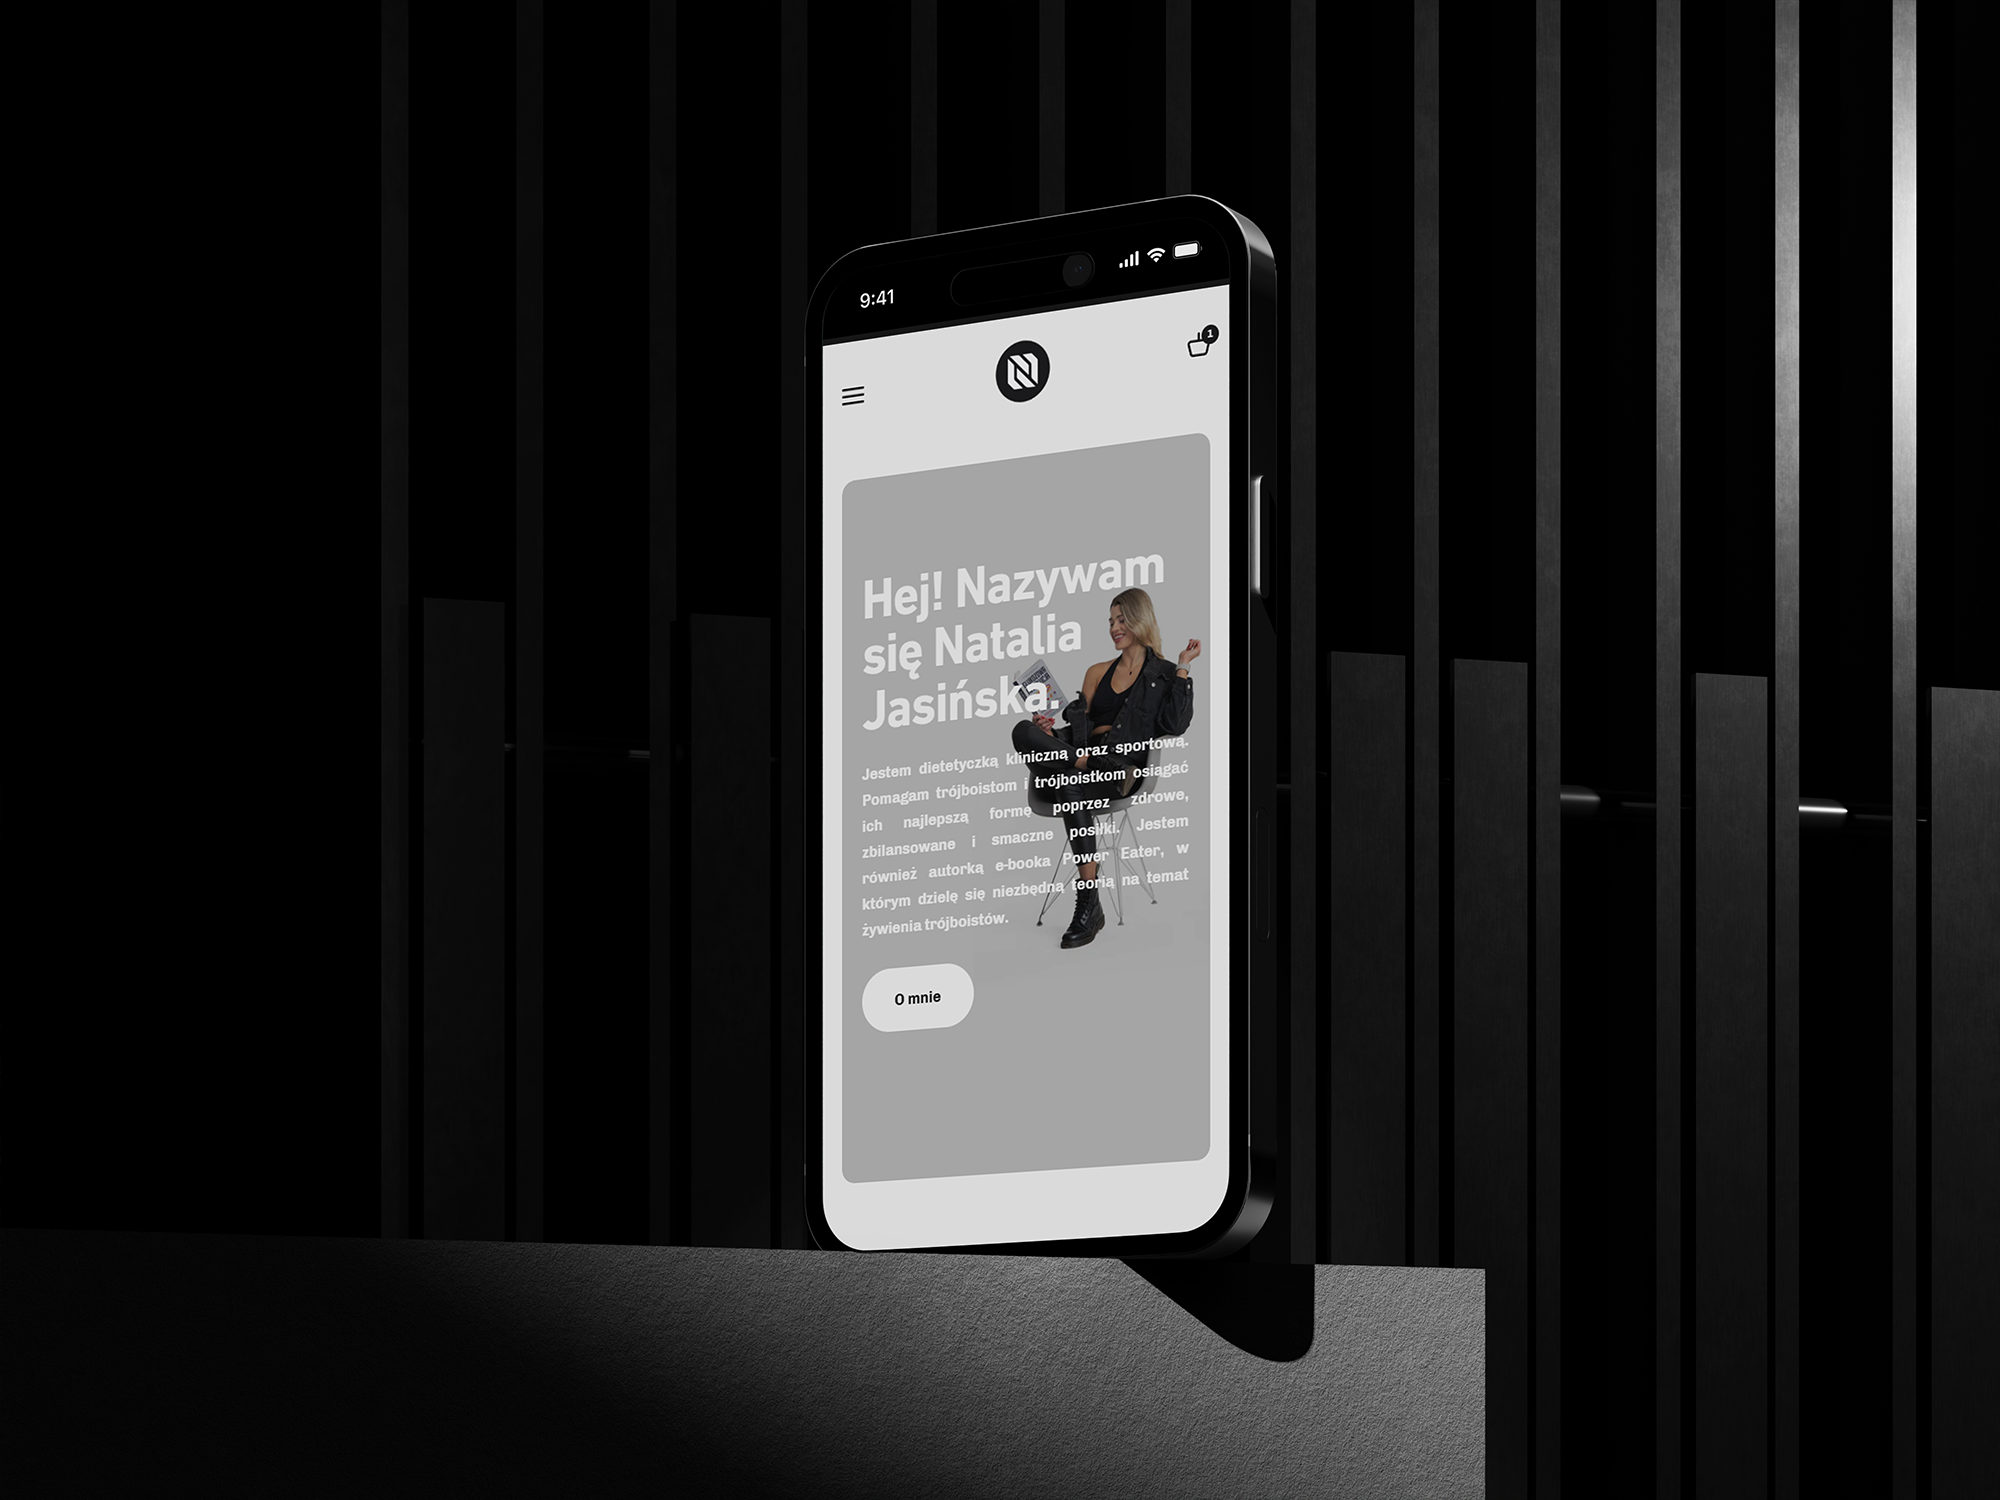 9:41
1
Hej! Nazywam
się Natalia
Jasińska.
Jestem dietetyczką kliniczną oraz sportową.
Pomagam trójboistom i trójboistkom osiągać
ich najlepszą formę poprzez zdrowe,
zbilansowane i smaczne posiłki. Jestem
również autorką e-booka Power Eater, w
którym dzielę się niezbędną teorią na temat
żywienia trójboistów.
O mnie